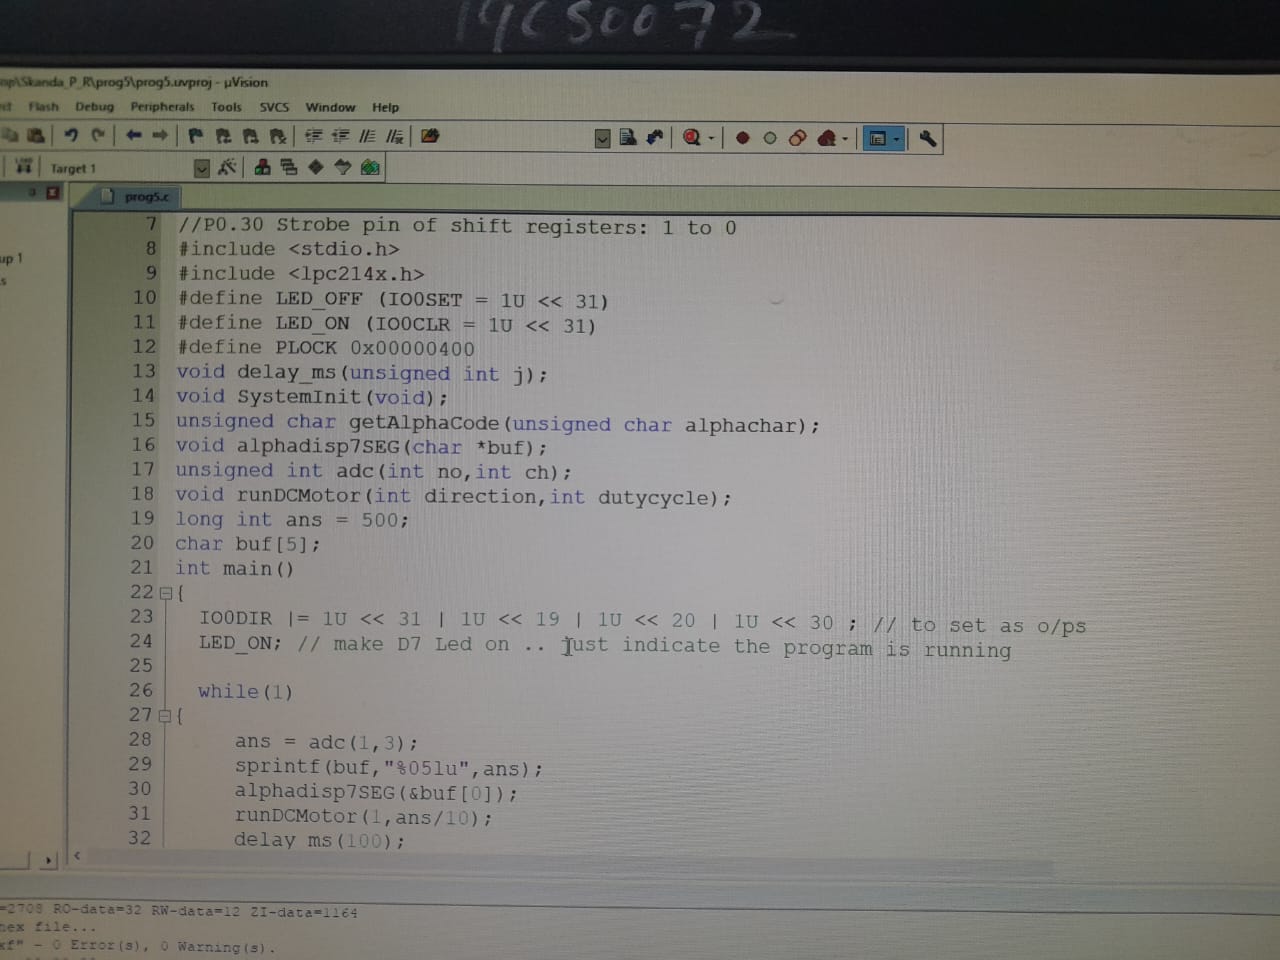 19CS0072
\Skanda_P_R\prog5\prog5.uvproj - µVision
Flash Debug Peripherals Tools SVCS Window Help
Target 1
prog5.c
7 //P0.30 Strobe pin of shift registers: 1 to 0
8 #include <stdio.h>
9 #include <lpc214x.h>
10 #define LED_OFF (IO0SET = 1U << 31)
11 #define LED_ON (IO0CLR = 1U << 31)
12 #define PLOCK 0x00000400
13 void delay_ms(unsigned int j);
14 void SystemInit(void);
15 unsigned char getAlphaCode(unsigned char alphachar);
16 void alphadisp7SEG(char *buf);
17 unsigned int adc(int no,int ch);
18 void runDCMotor(int direction,int dutycycle);
19 long int ans = 500;
20 char buf[5];
21 int main()
22 {
23 IO0DIR |= 1U << 31 | 1U << 19 | 1U << 20 | 1U << 30 ; // to set as o/ps
24 LED_ON; // make D7 Led on .. just indicate the program is running
25
26 while(1)
27 {
28 ans = adc(1,3);
29 sprintf(buf,"%05lu",ans);
30 alphadisp7SEG(&buf[0]);
31 runDCMotor(1,ans/10);
32 delay_ms(100);
=2708 RO-data=32 RW-data=12 ZI-data=1164
hex file...
xf" - 0 Error(s), 0 Warning(s).